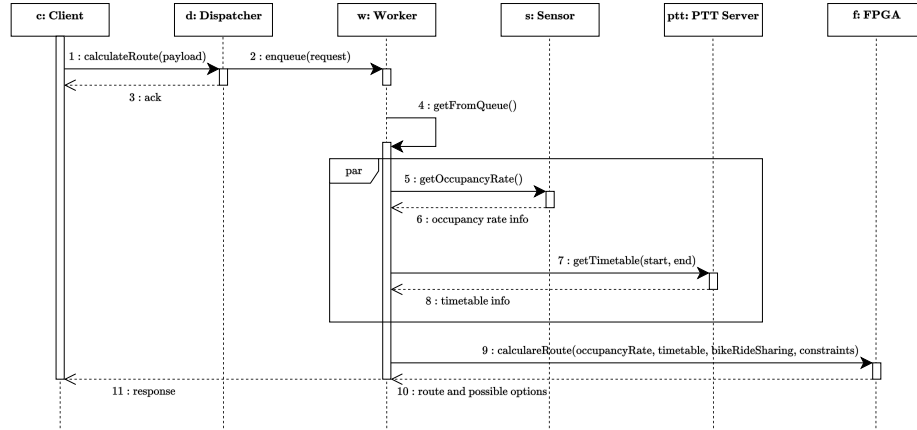 c: Client
d: Dispatcher
w: Worker
s: Sensor
ptt: PTT Server
f: FPGA
1 : calculateRoute(payload)
2 : enqueue(request)
3 : ack
4 : getFromQueue()
par
5 : getOccupancyRate()
6 : occupancy rate info
7 : getTimetable(start, end)
8 : timetable info
9 : calculareRoute(occupancyRate, timetable, bikeRideSharing, constraints)
11 : response
10 : route and possible options